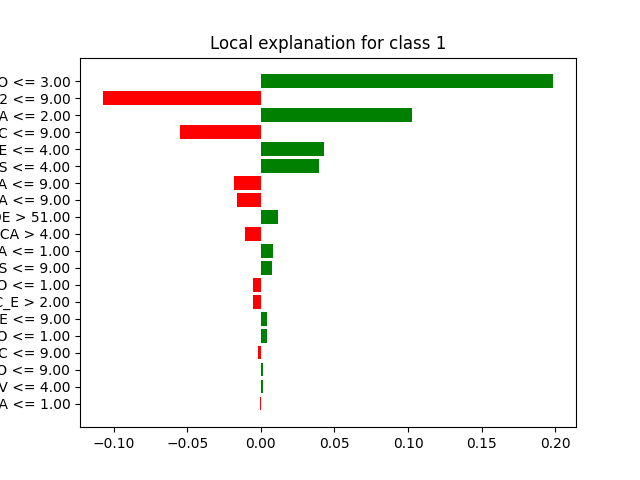 Local explanation for class 1
O <= 3.00
2 <= 9.00
A <= 2.00
C <= 9.00
E <= 4.00
S <= 4.00
A <= 9.00
A <= 9.00
DE > 51.00
CA > 4.00
A <= 1.00
S <= 9.00
O <= 1.00
C_E > 2.00
E <= 9.00
O <= 1.00
C <= 9.00
O <= 9.00
V <= 4.00
A <= 1.00
−0.10 −0.05 0.00 0.05 0.10 0.15 0.20